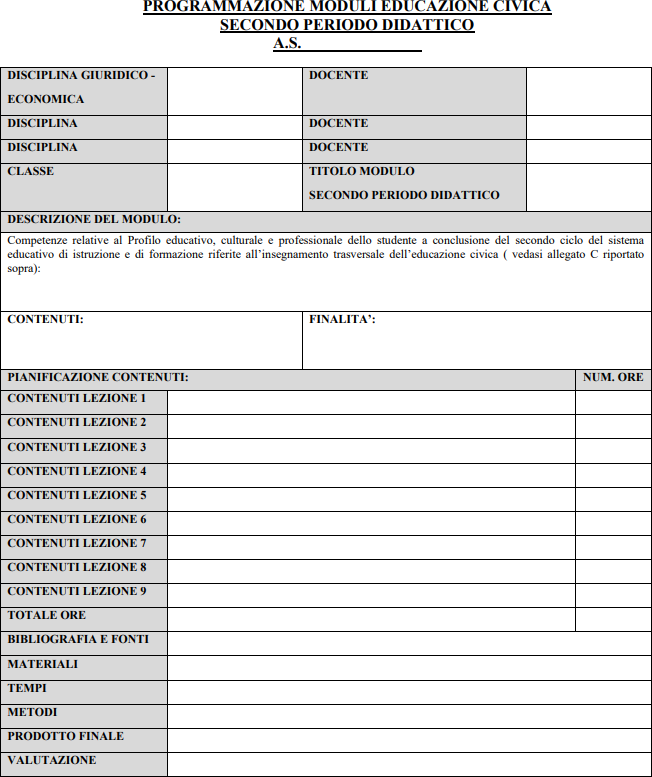 PROGRAMMAZIONE MODULI EDUCAZIONE CIVICA
SECONDO PERIODO DIDATTICO
A.S.
DISCIPLINA GIURIDICO -
ECONOMICA
DOCENTE
DISCIPLINA
DOCENTE
DISCIPLINA
DOCENTE
CLASSE
TITOLO MODULO
SECONDO PERIODO DIDATTICO
DESCRIZIONE DEL MODULO:
Competenze relative al Profilo educativo, culturale e professionale dello studente a conclusione del secondo ciclo del sistema
educativo di istruzione e di formazione riferite all’insegnamento trasversale dell’educazione civica ( vedasi allegato C riportato
sopra):
CONTENUTI:
FINALITA’:
PIANIFICAZIONE CONTENUTI:
NUM. ORE
CONTENUTI LEZIONE 1
CONTENUTI LEZIONE 2
CONTENUTI LEZIONE 3
CONTENUTI LEZIONE 4
CONTENUTI LEZIONE 5
CONTENUTI LEZIONE 6
CONTENUTI LEZIONE 7
CONTENUTI LEZIONE 8
CONTENUTI LEZIONE 9
TOTALE ORE
BIBLIOGRAFIA E FONTI
MATERIALI
TEMPI
METODI
PRODOTTO FINALE
VALUTAZIONE